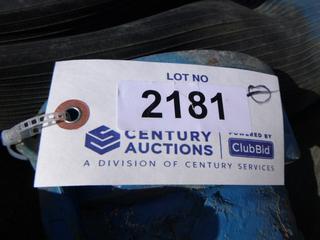 LOT NO
2181
CENTURY AUCTIONS
POWERED BY
ClubBid
A DIVISION OF CENTURY SERVICES